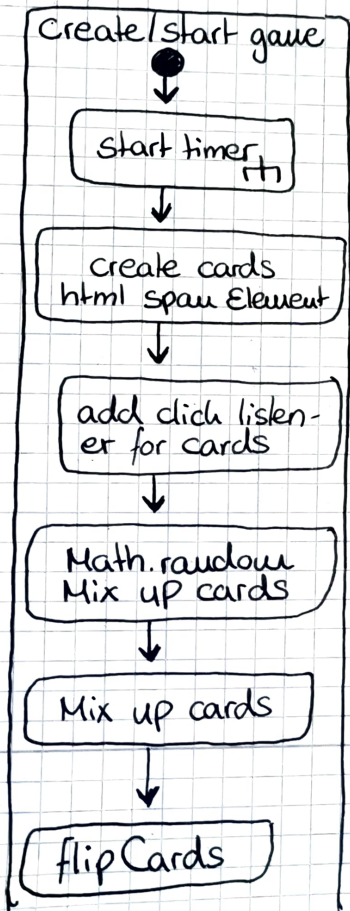 Create/start game
start timer
create cards
html span Element
add click listen-
er for cards
Math.random
Mix up cards
Mix up cards
flipCards